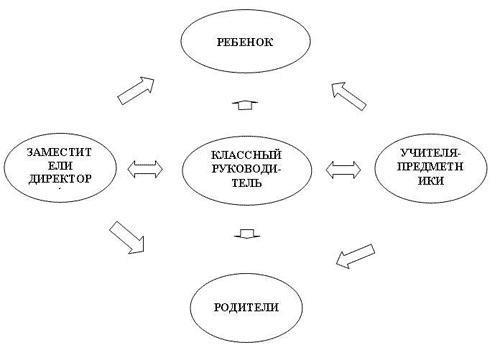 РЕБЕНОК
ЗАМЕСТИТ
ЕЛИ
ДИРЕКТОР
.
КЛАССНЫЙ
РУКОВОДИ-
ТЕЛЬ
УЧИТЕЛЯ-
ПРЕДМЕТН
ИКИ
РОДИТЕЛИ